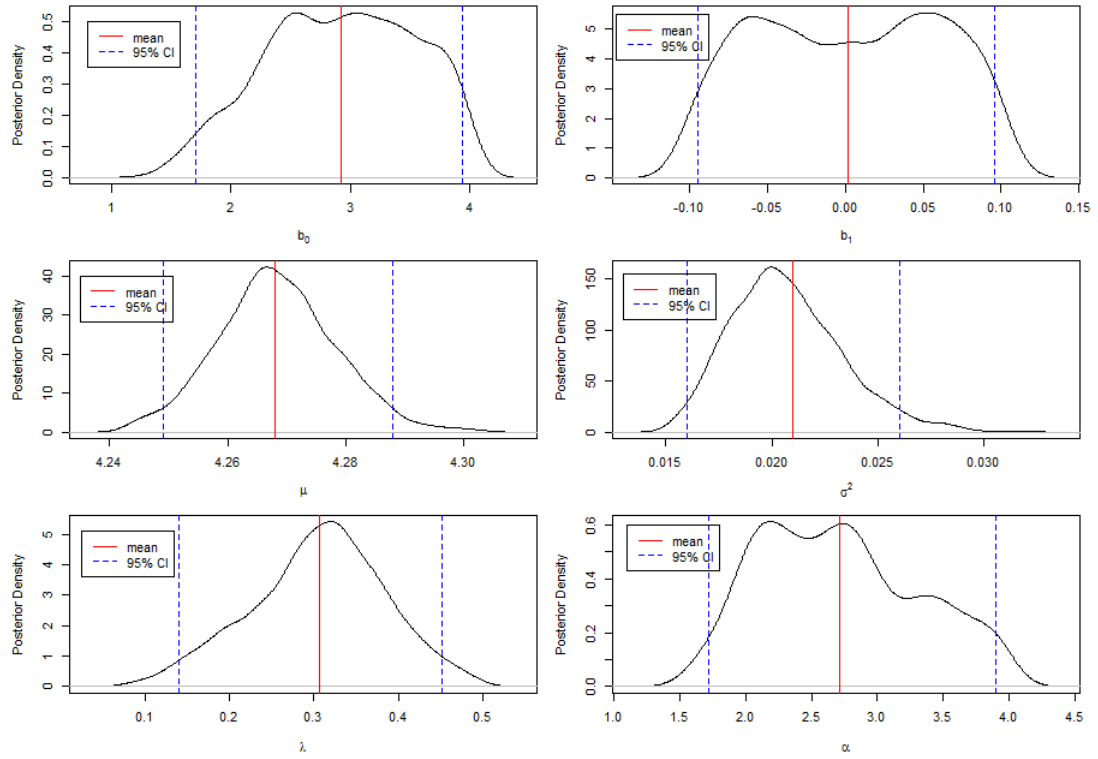 Posterior Density
0.0 0.1 0.2 0.3 0.4 0.5
mean
95% CI
1 2 3 4
b0
Posterior Density
0 1 2 3 4 5
mean
95% CI
-0.10 -0.05 0.00 0.05 0.10 0.15
b1
Posterior Density
0 10 20 30 40
mean
95% CI
4.24 4.26 4.28 4.30
μ
Posterior Density
0 50 100 150
mean
95% CI
0.015 0.020 0.025 0.030
σ2
Posterior Density
0 1 2 3 4 5
mean
95% CI
0.1 0.2 0.3 0.4 0.5
λ
Posterior Density
0.0 0.2 0.4 0.6
mean
95% CI
1.0 1.5 2.0 2.5 3.0 3.5 4.0 4.5
α